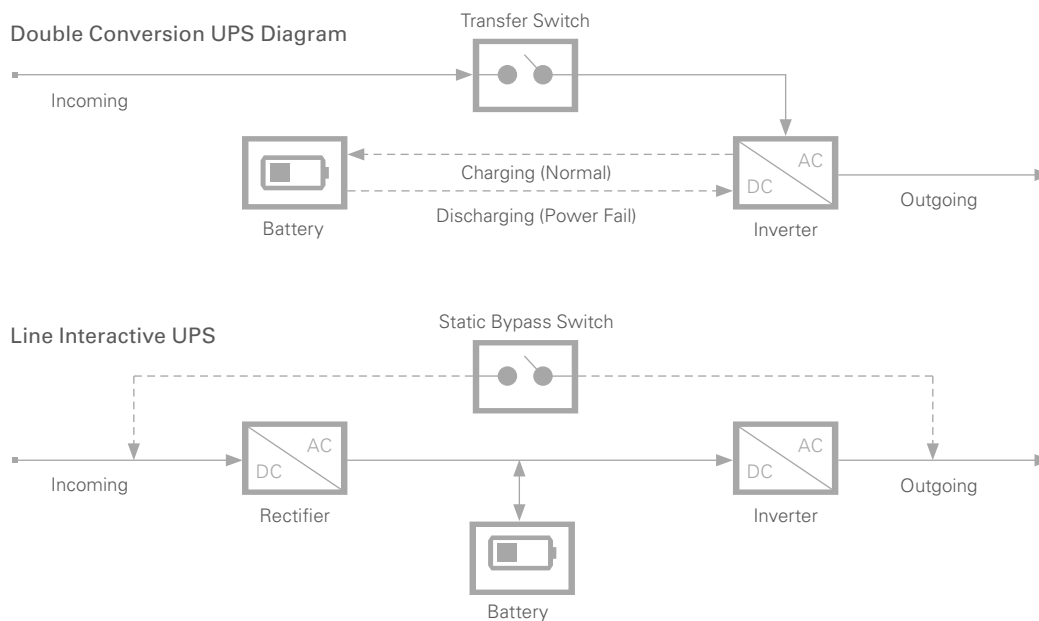 Double Conversion UPS Diagram
Transfer Switch
Incoming
Charging (Normal)
AC
DC
Outgoing
Discharging (Power Fail)
Battery
Inverter
Line Interactive UPS
Static Bypass Switch
AC
DC
AC
DC
Incoming
Outgoing
Rectifier
Inverter
Battery